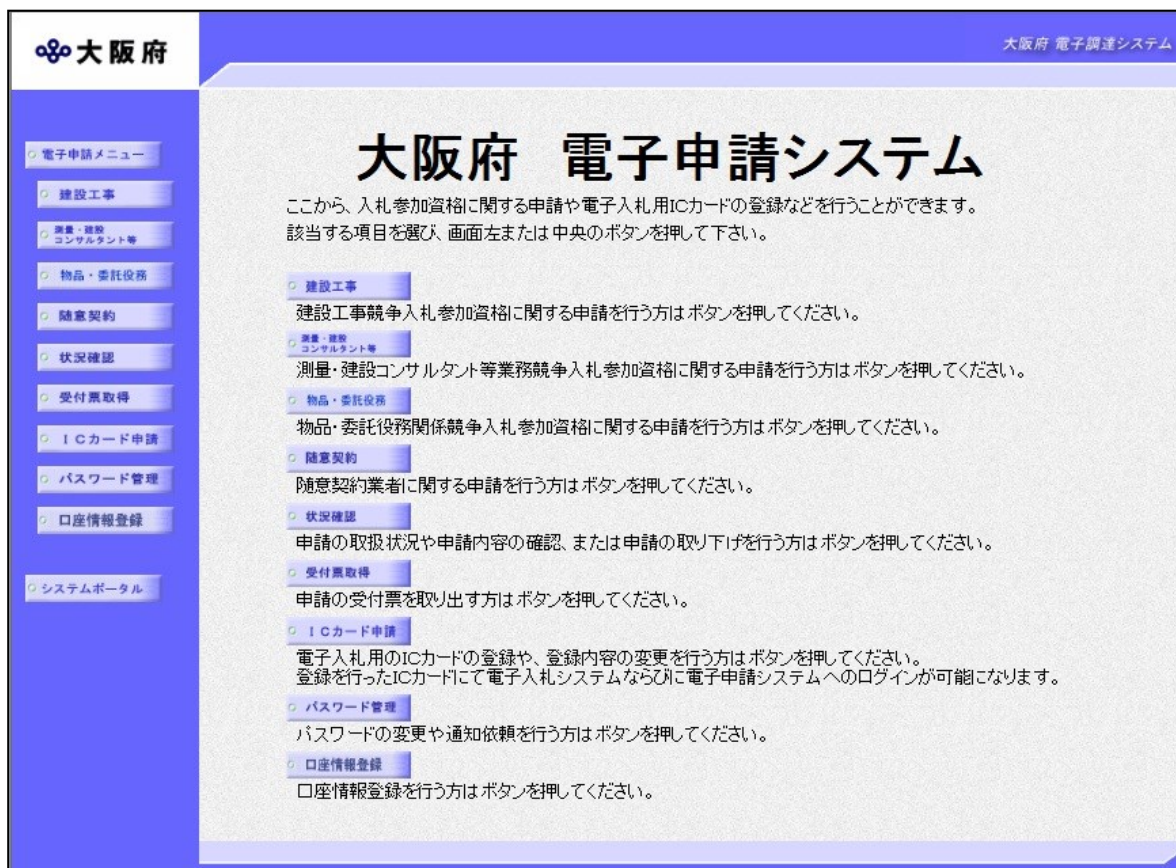 大阪府
大阪府 電子調達システム
電子申請メニュー
建設工事
測量・建設
コンサルタント等
物品・委託役務
随意契約
状況確認
受付票取得
ICカード申請
パスワード管理
口座情報登録
システムポータル
大阪府 電子申請システム
ここから、入札参加資格に関する申請や電子入札用ICカードの登録などを行うことができます。
該当する項目を選び、画面左または中央のボタンを押して下さい。
建設工事
建設工事競争入札参加資格に関する申請を行う方はボタンを押してください。
測量・建設
コンサルタント等
測量・建設コンサルタント等業務競争入札参加資格に関する申請を行う方はボタンを押してください。
物品・委託役務
物品・委託役務関係競争入札参加資格に関する申請を行う方はボタンを押してください。
随意契約
随意契約業者に関する申請を行う方はボタンを押してください。
状況確認
申請の取扱状況や申請内容の確認、または申請の取り下げを行う方はボタンを押してください。
受付票取得
申請の受付票を取り出す方はボタンを押してください。
ICカード申請
電子入札用のICカードの登録や、登録内容の変更を行う方はボタンを押してください。
登録を行ったICカードにて電子入札システムならびに電子申請システムへのログインが可能になります。
パスワード管理
パスワードの変更や通知依頼を行う方はボタンを押してください。
口座情報登録
口座情報登録を行う方はボタンを押してください。